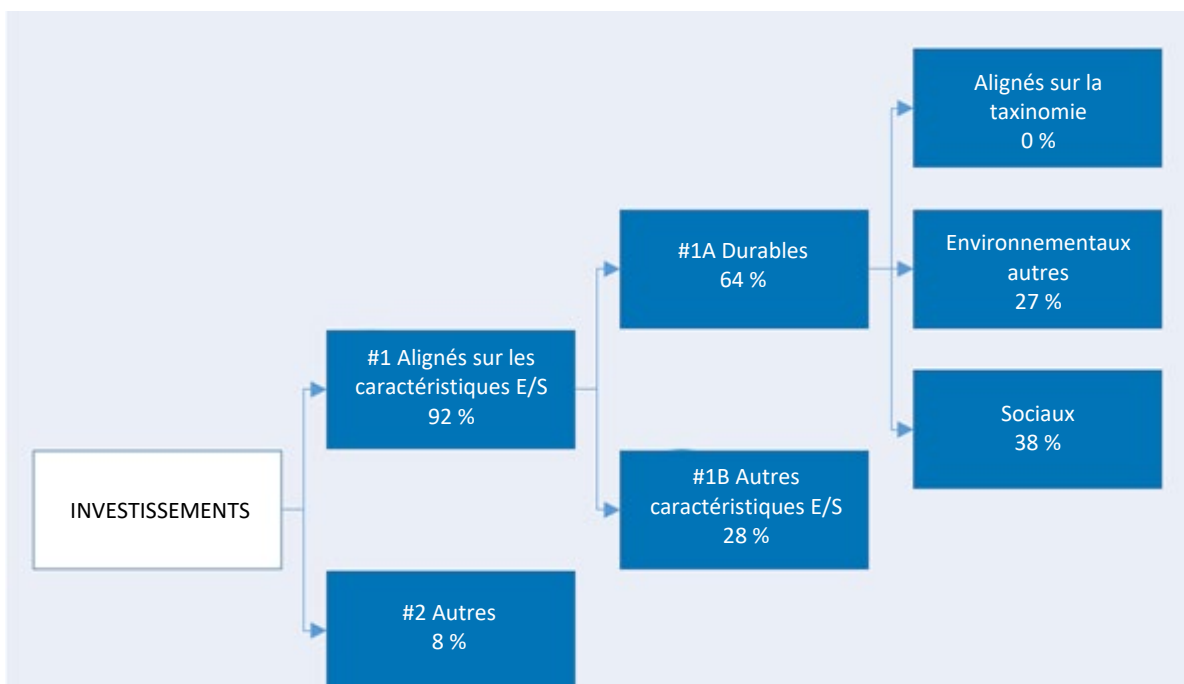 INVESTISSEMENTS
#1 Alignés sur les
caractéristiques E/S
92 %
#2 Autres
8 %
#1A Durables
64 %
#1B Autres
caractéristiques E/S
28 %
Alignés sur la
taxinomie
0 %
Environnementaux
autres
27 %
Sociaux
38 %